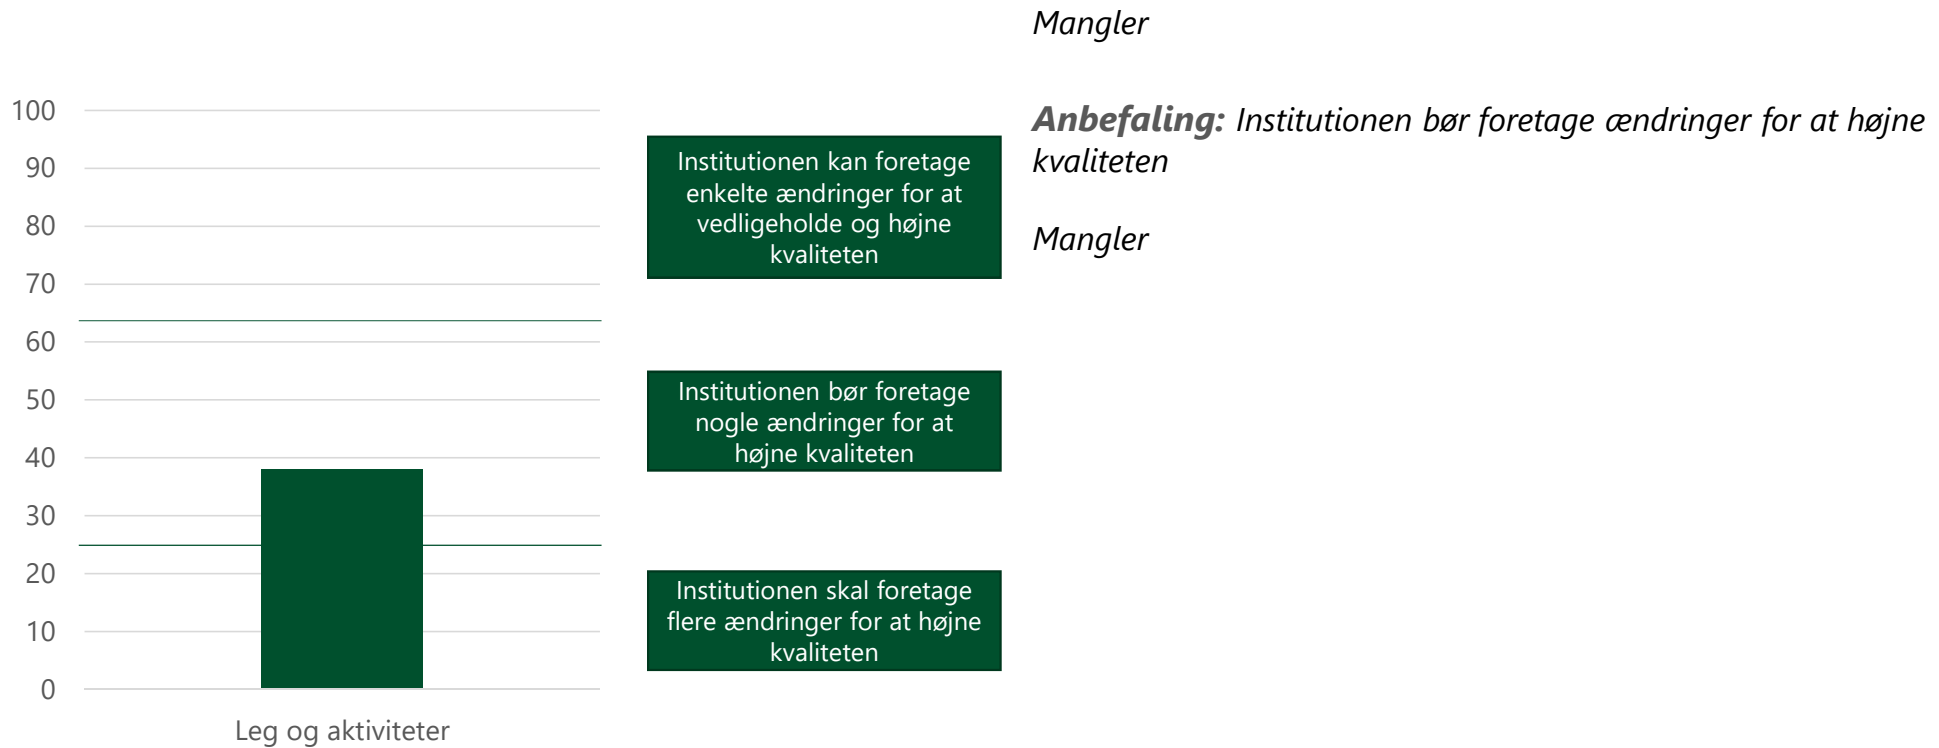 100
90
80
70
60
50
40
30
20
10
0
Leg og aktiviteter
Institutionen kan foretage
enkelte ændringer for at
vedligeholde og højne
kvaliteten
Institutionen bør foretage
nogle ændringer for at
højne kvaliteten
Institutionen skal foretage
flere ændringer for at højne
kvaliteten
Mangler
Anbefaling: Institutionen bør foretage ændringer for at højne
kvaliteten
Mangler